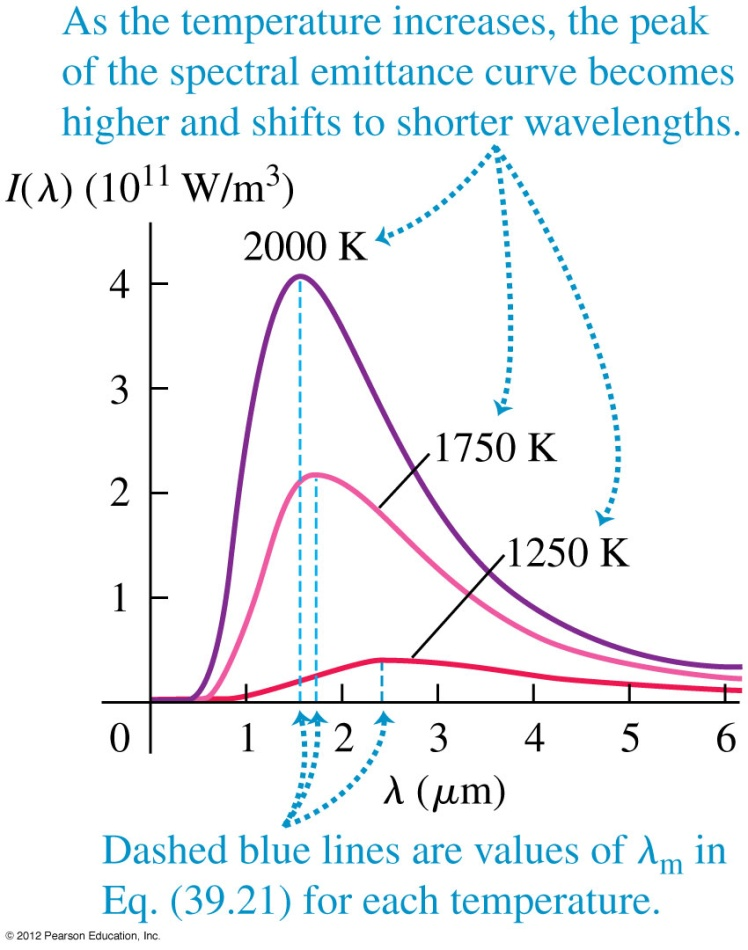 As the temperature increases, the peak
of the spectral emittance curve becomes
higher and shifts to shorter wavelengths.
I(λ) (10¹¹ W/m³)
2000 K
4
3
1750 K
2
1250 K
1
0 1 2 3 4 5 6
λ (μm)
Dashed blue lines are values of λₘ in
Eq. (39.21) for each temperature.
© 2012 Pearson Education, Inc.